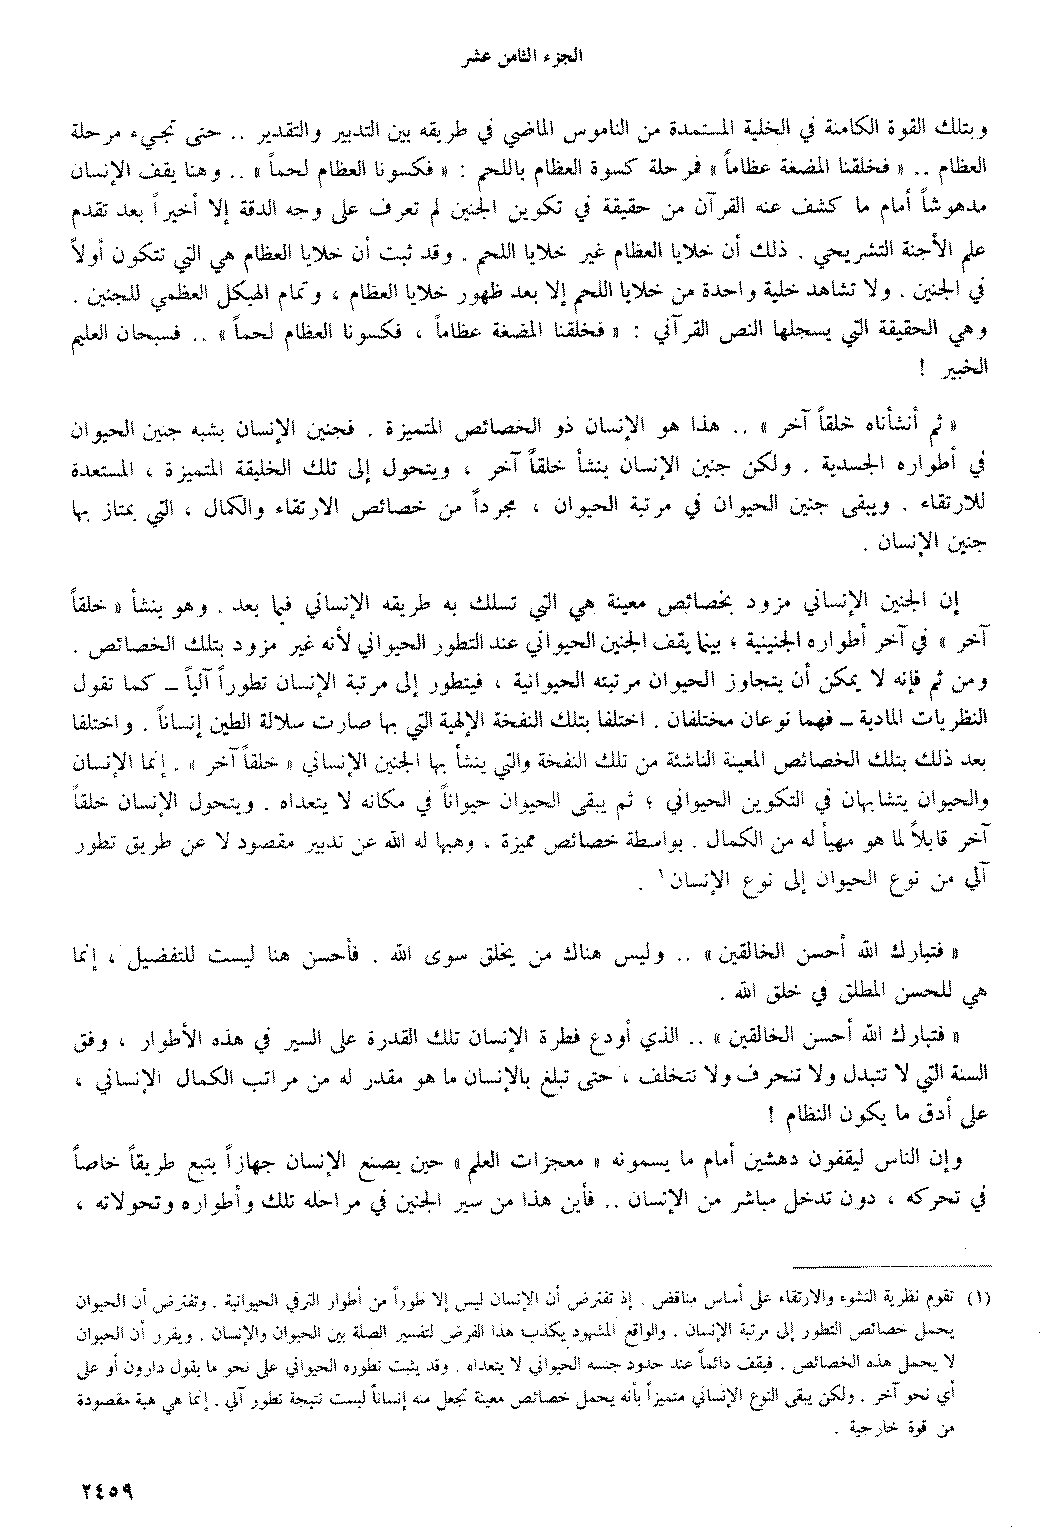 الجزء الثامن عشر
وبتلك القوة الكامنة في الخلية المستمدة من الناموس الماضي في طريقه بين التدبير والتقدير .. حتى تجيء مرحلة
العظام .. « فخلقنا المضغة عظاماً » فمرحلة كسوة العظام باللحم : « فكسونا العظام لحماً » .. وهنا يقف الإنسان
مدهوشاً أمام ما كشف عنه القرآن من حقيقة في تكوين الجنين لم تعرف على وجه الدقة إلا أخيراً بعد تقدم
علم الأجنة التشريحي . ذلك أن خلايا العظام غير خلايا اللحم . وقد ثبت أن خلايا العظام هي التي تتكون أولاً
في الجنين . ولا تشاهد خلية واحدة من خلايا اللحم إلا بعد ظهور خلايا العظام ، وتمام الهيكل العظمي للجنين .
وهي الحقيقة التي يسجلها النص القرآني : « فخلقنا المضغة عظاماً ، فكسونا العظام لحماً » .. فسبحان العليم
الخبير !
« ثم أنشأناه خلقاً آخر » .. هذا هو الإنسان ذو الخصائص المتميزة . فجنين الإنسان يشبه جنين الحيوان
في أطواره الجسدية . ولكن جنين الإنسان ينشأ خلقاً آخر ، ويتحول إلى تلك الخليقة المتميزة ، المستعدة
للارتقاء . ويبقى جنين الحيوان في مرتبة الحيوان ، مجرداً من خصائص الارتقاء والكمال ، التي يمتاز بها
جنين الإنسان .
إن الجنين الإنساني مزود بخصائص معينة هي التي تسلك به طريقه الإنساني فيما بعد . وهو ينشأ « خلقاً
آخر » في آخر أطواره الجنينية ؛ بينما يقف الجنين الحيواني عند التطور الحيواني لأنه غير مزود بتلك الخصائص .
ومن ثم فإنه لا يمكن أن يتجاوز الحيوان مرتبته الحيوانية ، فيتطور إلى مرتبة الإنسان تطوراً آلياً – كما تقول
النظريات المادية – فهما نوعان مختلفان . اختلفا بتلك النفخة الإلهية التي بها صارت سلالة الطين إنساناً . واختلفا
بعد ذلك بتلك الخصائص المعينة الناشئة من تلك النفخة والتي ينشأ بها الجنين الإنساني « خلقاً آخر » . إنما الإنسان
والحيوان يتشابهان في التكوين الحيواني ؛ ثم يبقى الحيوان حيواناً في مكانه لا يتعداه . ويتحول الإنسان خلقاً
آخر قابلاً لما هو مهيأ له من الكمال . بواسطة خصائص مميزة ، وهبها له الله عن تدبير مقصود لا عن طريق تطور
آلي من نوع الحيوان إلى نوع الإنسان١ .
« فتبارك الله أحسن الخالقين» .. وليس هناك من يخلق سوى الله . فأحسن هنا ليست للتفضيل ، إنما
هي للحسن المطلق في خلق الله .
« فتبارك الله أحسن الخالقين » .. الذي أودع فطرة الإنسان تلك القدرة على السير في هذه الأطوار ، وفق
السنة التي لا تتبدل ولا تنحرف ولا تتخلف ، حتى تبلغ بالإنسان ما هو مقدر له من مراتب الكمال الإنساني ،
على أدق ما يكون النظام !
وإن الناس ليقفون دهشين أمام ما يسمونه « معجزات العلم » حين يصنع الإنسان جهازاً يتبع طريقاً خاصاً
في تحركه ، دون تدخل مباشر من الإنسان .. فأين هذا من سير الجنين في مراحله تلك وأطواره وتحولاته ،
(١) تقوم نظرية النشوء والارتقاء على أساس مناقض . إذ تفترض أن الإنسان ليس إلا طوراً من أطوار الترقي الحيوانية . وتفترض أن الحيوان
يحمل خصائص التطور إلى مرتبة الإنسان . والواقع المشهود يكذب هذا الفرض لتفسير الصلة بين الحيوان والإنسان . ويقرر أن الحيوان
لا يحمل هذه الخصائص . فيقف دائماً عند حدود جنسه الحيواني لا يتعداه . وقد يثبت تطوره الحيواني على نحو ما يقول دارون أو على
أي نحو آخر . ولكن يبقى النوع الإنساني متميزاً بأنه يحمل خصائص معينة تجعل منه إنساناً ليست نتيجة تطور آلي . إنما هي هبة مقصودة
من قوة خارجية .
٢٤٥٩